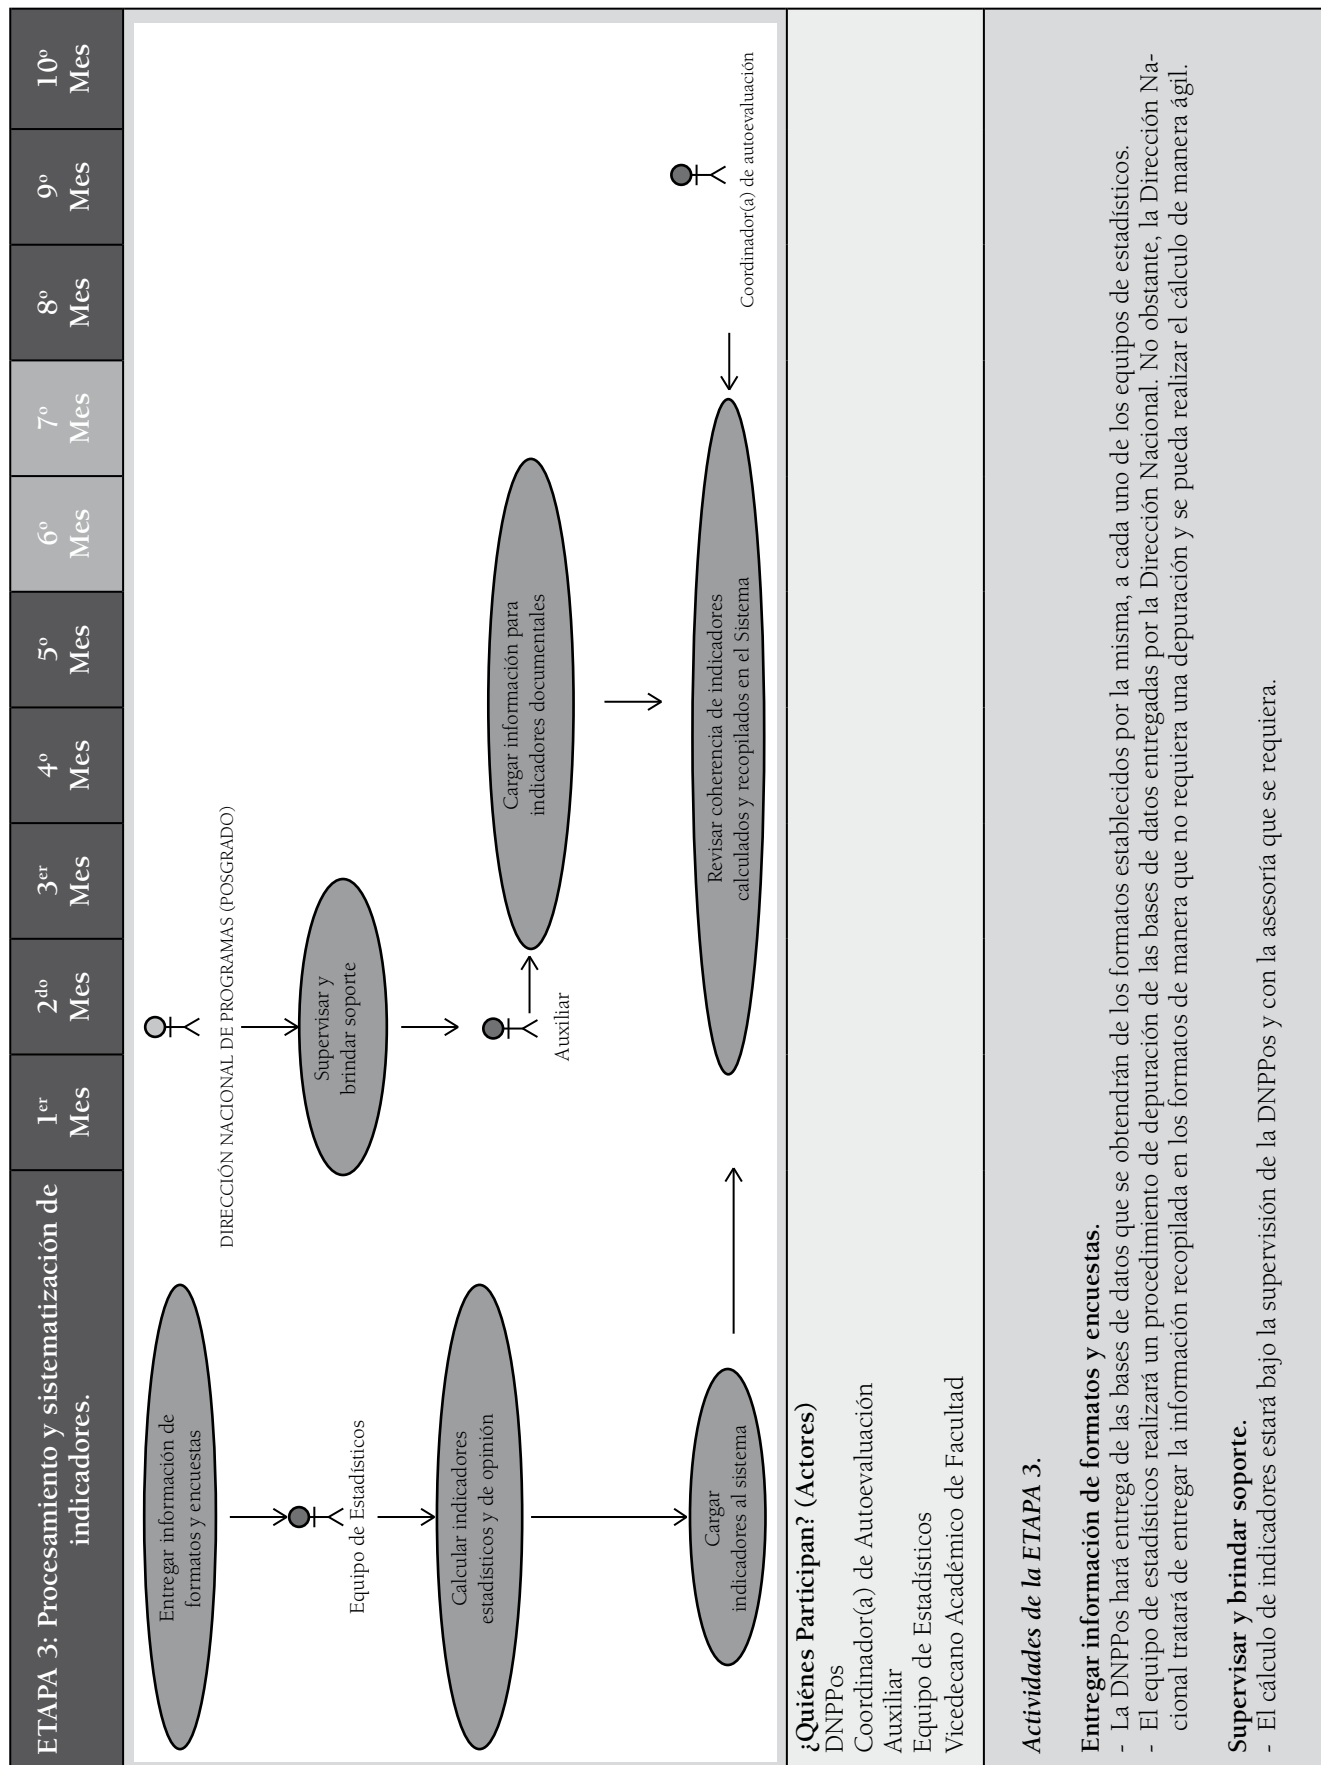 ETAPA 3: Procesamiento y sistematización de
indicadores.
1er
Mes
2do
Mes
3er
Mes
4o
Mes
5o
Mes
6o
Mes
7o
Mes
8o
Mes
9o
Mes
10o
Mes
Entregar información de
formatos y encuestas
DIRECCIÓN NACIONAL DE PROGRAMAS (POSGRADO)
Equipo de Estadísticos
Supervisar y
brindar soporte
Calcular indicadores
estadísticos y de opinión
Auxiliar
Cargar información para
indicadores documentales
Cargar
indicadores al sistema
Revisar coherencia de indicadores
calculados y recopilados en el Sistema
Coordinador(a) de autoevaluación
¿Quiénes Participan? (Actores)
DNPPos
Coordinador(a) de Autoevaluación
Auxiliar
Equipo de Estadísticos
Vicedecano Académico de Facultad
Actividades de la ETAPA 3.
Entregar información de formatos y encuestas.
- La DNPPos hará entrega de las bases de datos que se obtendrán de los formatos establecidos por la misma, a cada uno de los equipos de estadísticos.
- El equipo de estadísticos realizará un procedimiento de depuración de las bases de datos entregadas por la Dirección Nacional. No obstante, la Dirección Na-
cional tratará de entregar la información recopilada en los formatos de manera que no requiera una depuración y se pueda realizar el cálculo de manera ágil.
Supervisar y brindar soporte.
- El cálculo de indicadores estará bajo la supervisión de la DNPPos y con la asesoría que se requiera.